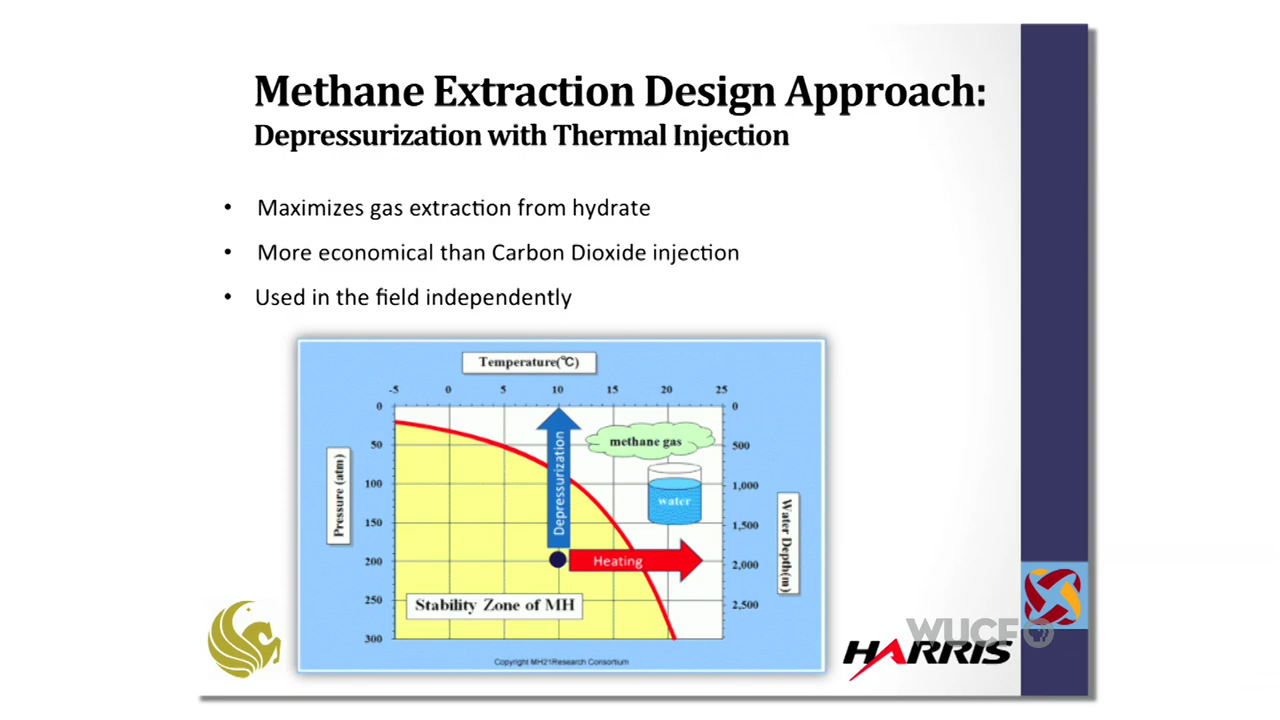 Methane Extraction Design Approach:
Depressurization with Thermal Injection
• Maximizes gas extraction from hydrate
• More economical than Carbon Dioxide injection
• Used in the field independently
Temperature(℃)
-5 0 5 10 15 20 25
0
50
100
150
200
250
300
Pressure (atm)
Depressurization
Heating
methane gas
water
Stability Zone of MH
0
500
1,000
1,500
2,000
2,500
Water Depth(m)
Copyright MH21Research Consortium
WUCF
PBS
HARRIS